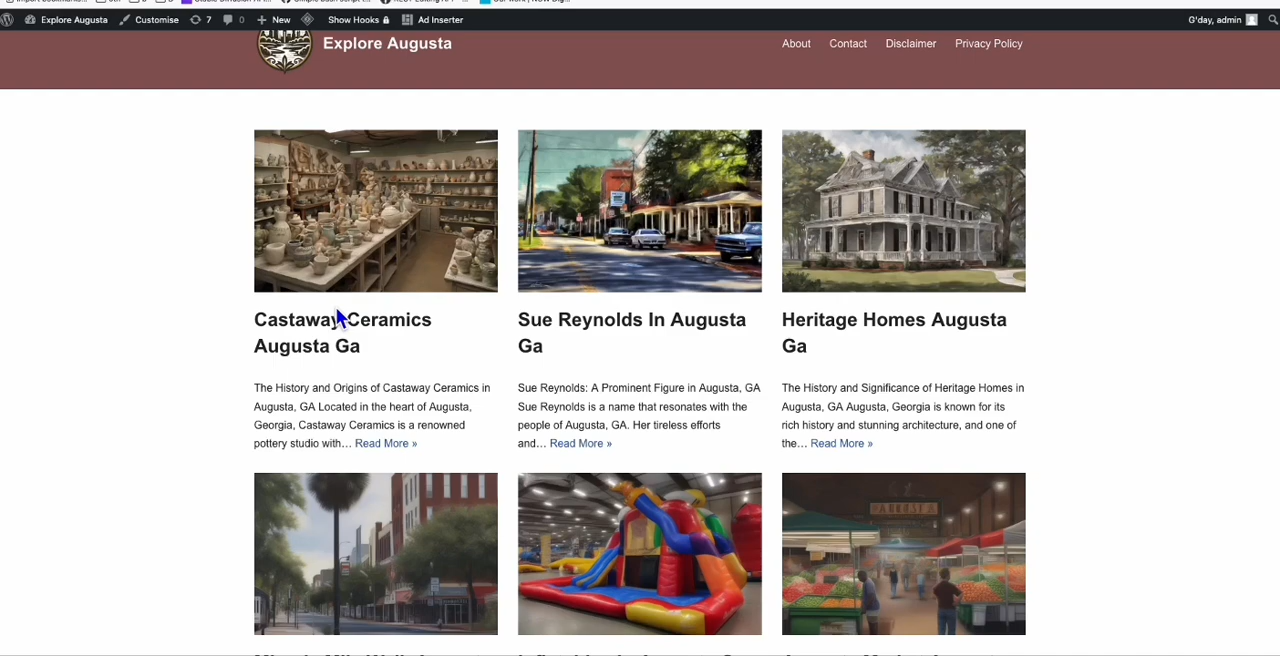 Explore Augusta Customise 7 0 New Show Hooks Ad Inserter G'day, admin
Explore Augusta About Contact Disclaimer Privacy Policy
Castaway Ceramics
Augusta Ga
The History and Origins of Castaway Ceramics in
Augusta, GA Located in the heart of Augusta,
Georgia, Castaway Ceramics is a renowned
pottery studio with… Read More »
Sue Reynolds In Augusta
Ga
Sue Reynolds: A Prominent Figure in Augusta, GA
Sue Reynolds is a name that resonates with the
people of Augusta, GA. Her tireless efforts
and… Read More »
Heritage Homes Augusta
Ga
The History and Significance of Heritage Homes in
Augusta, GA Augusta, Georgia is known for its
rich history and stunning architecture, and one of
the… Read More »